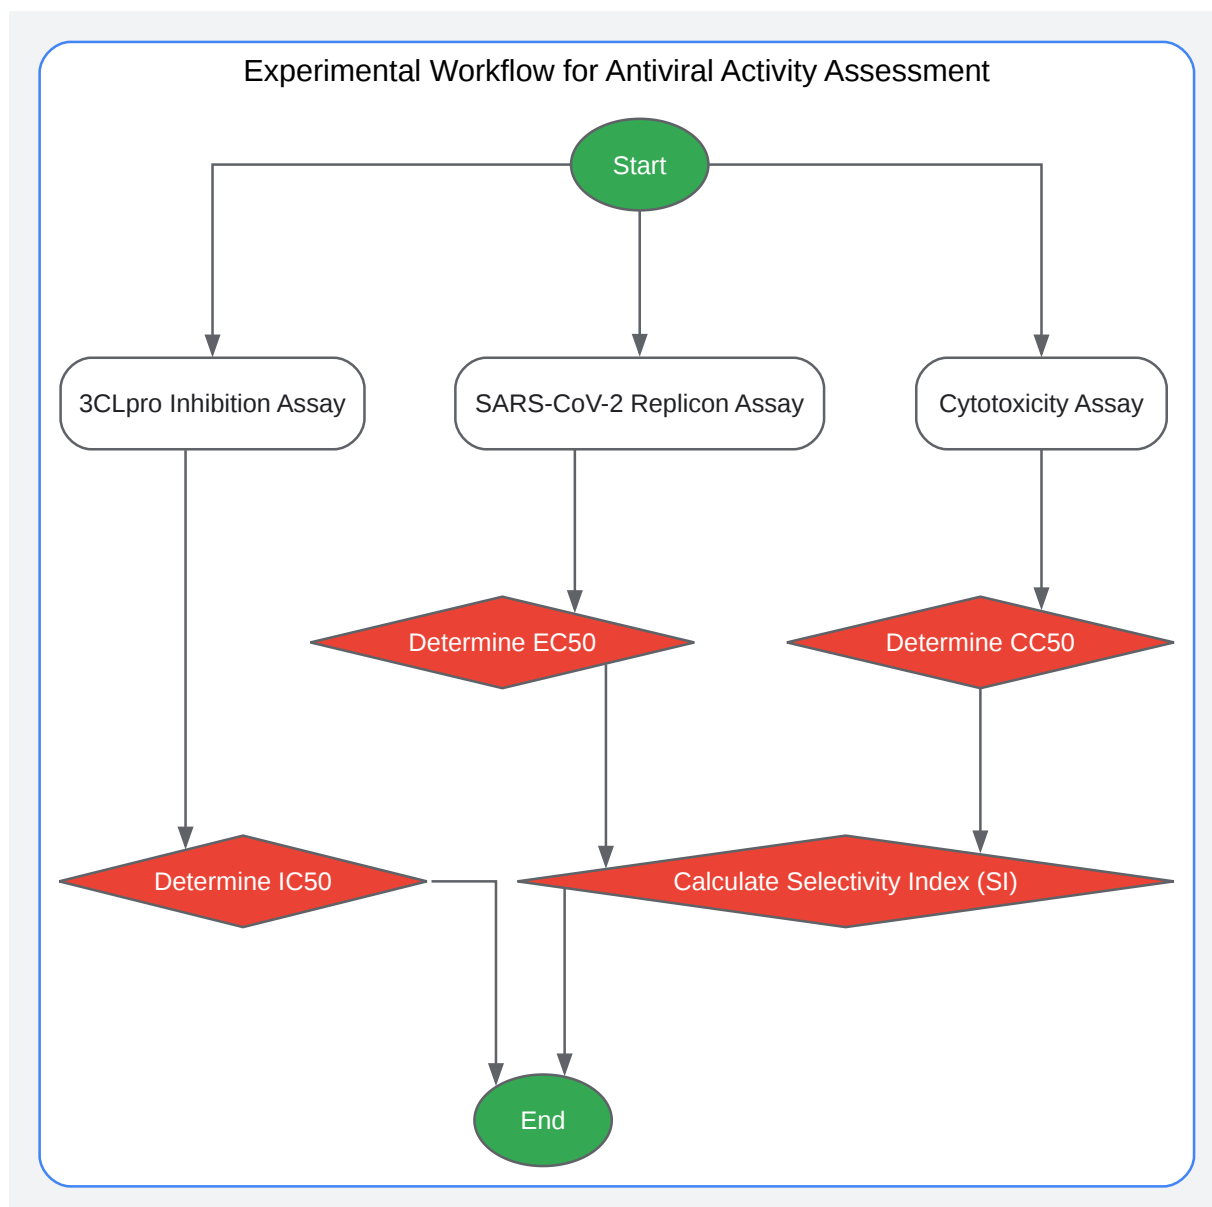 Experimental Workflow for Antiviral Activity Assessment
Start
3CLpro Inhibition Assay
SARS-CoV-2 Replicon Assay
Cytotoxicity Assay
Determine EC50
Determine CC50
Determine IC50
Calculate Selectivity Index (SI)
End